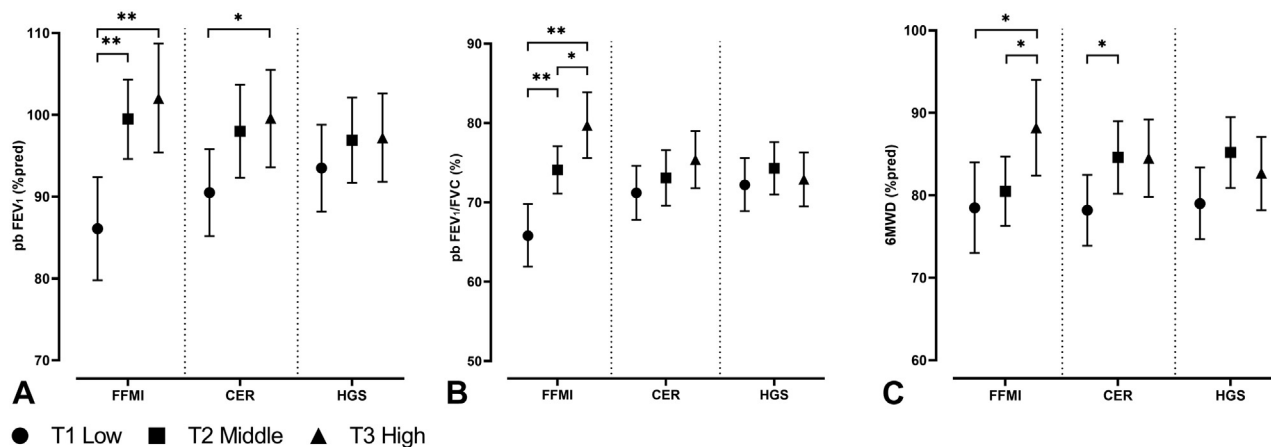 pb FEV₁ (%pred)
110
100
90
80
70
**
**
*
FFMI
CER
HGS
A
pb FEV₁/FVC (%)
90
80
70
60
50
**
*
**
FFMI
CER
HGS
B
6MWD (%pred)
100
90
80
70
60
*
*
*
FFMI
CER
HGS
C
T1 Low T2 Middle T3 High